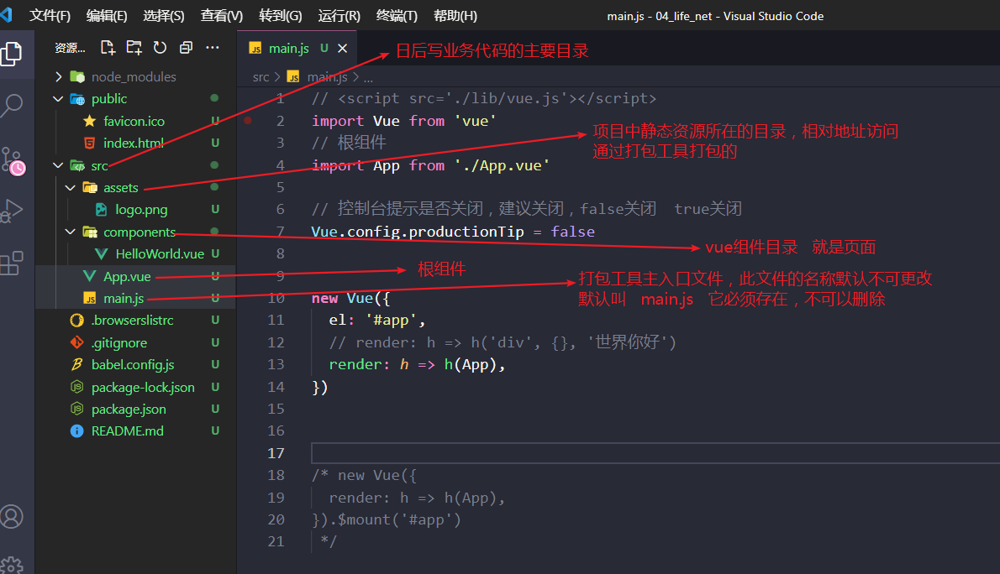 文件(F) 编辑(E) 选择(S) 查看(V) 转到(G) 运行(R) 终端(T) 帮助(H) main.js - 04_life_net - Visual Studio Code
资源... main.js U
日后写业务代码的主要目录
src > main.js > ...
node_modules
public
favicon.ico U
index.html U
src
assets
logo.png U
components
HelloWorld.vue U
App.vue U
main.js U
.browserslistrc U
.gitignore U
babel.config.js U
package-lock.json U
package.json U
README.md U
1 // <script src='./lib/vue.js'></script>
2 import Vue from 'vue'
3 // 根组件
4 import App from './App.vue'
5
6 // 控制台提示是否关闭，建议关闭，false关闭 true关闭
7 Vue.config.productionTip = false
8
9
10 new Vue({
11 el: '#app',
12 // render: h => h('div', {}, '世界你好')
13 render: h => h(App),
14 })
15
16
17
18 /* new Vue({
19 render: h => h(App),
20 }).$mount('#app')
21 */
项目中静态资源所在的目录，相对地址访问
通过打包工具打包的
vue组件目录 就是页面
根组件
打包工具主入口文件，此文件的名称默认不可更改
默认叫 main.js 它必须存在，不可以删除